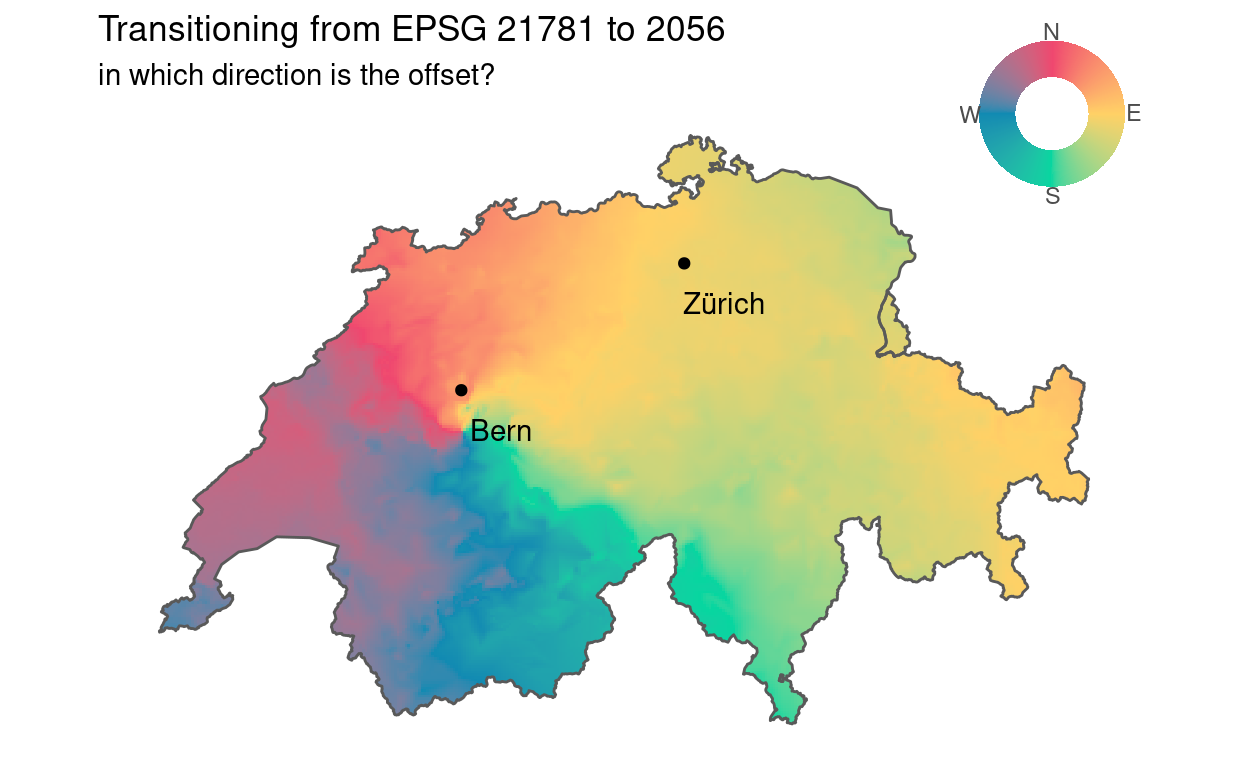 Transitioning from EPSG 21781 to 2056
in which direction is the offset?
N
W
E
S
Zürich
Bern